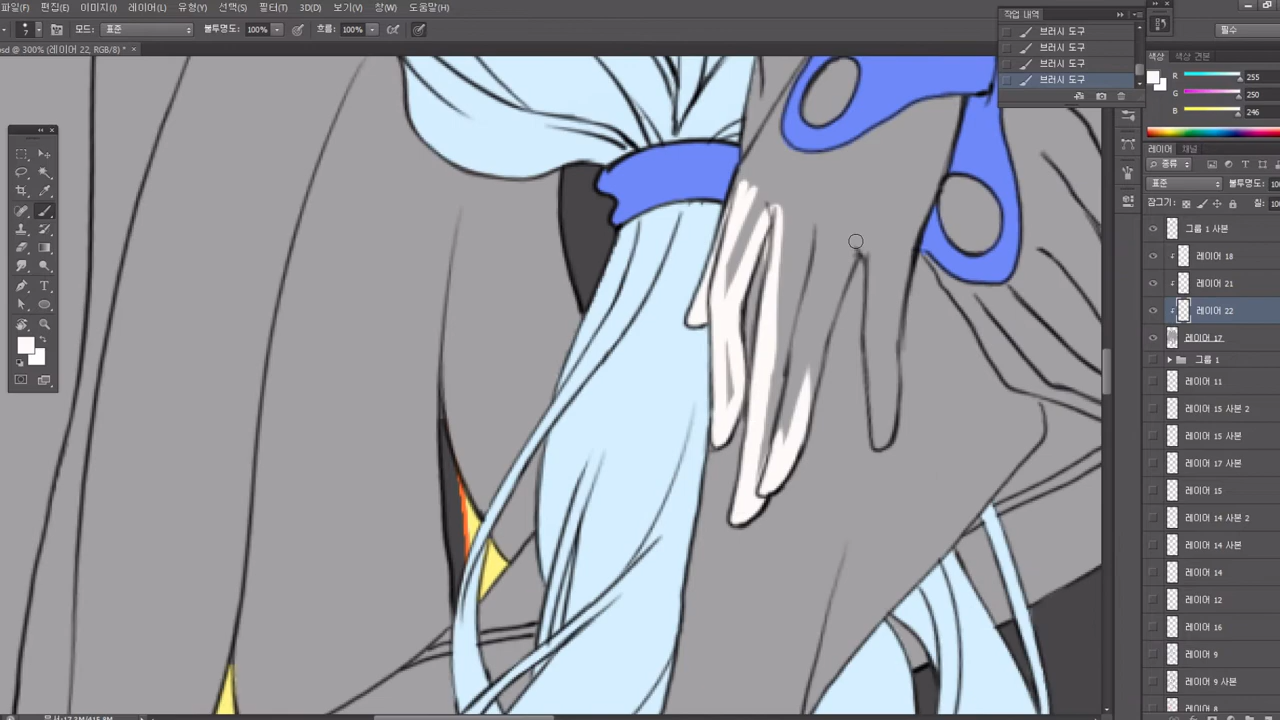 파일(F) 편집(E) 이미지(I) 레이어(L) 유형(Y) 선택(S) 필터(T) 3D(D) 보기(V) 창(W) 도움말(H)
7 모드: 표준 불투명도: 100% 흐름: 100% 필수
작업 내역
브러시 도구
브러시 도구
브러시 도구
브러시 도구
색상 색상 견본
R 255
G 250
B 246
레이어 채널
종류
표준 불투명도:
잠그기: 칠:
그룹 1 사본
레이어 18
레이어 21
레이어 22
레이어 17
그룹 1
레이어 11
레이어 15 사본 2
레이어 15 사본
레이어 17 사본
레이어 15
레이어 14 사본 2
레이어 14 사본
레이어 14
레이어 12
레이어 16
레이어 9
레이어 9 사본
레이어 8
sd @ 300% (레이어 22, RGB/8) *